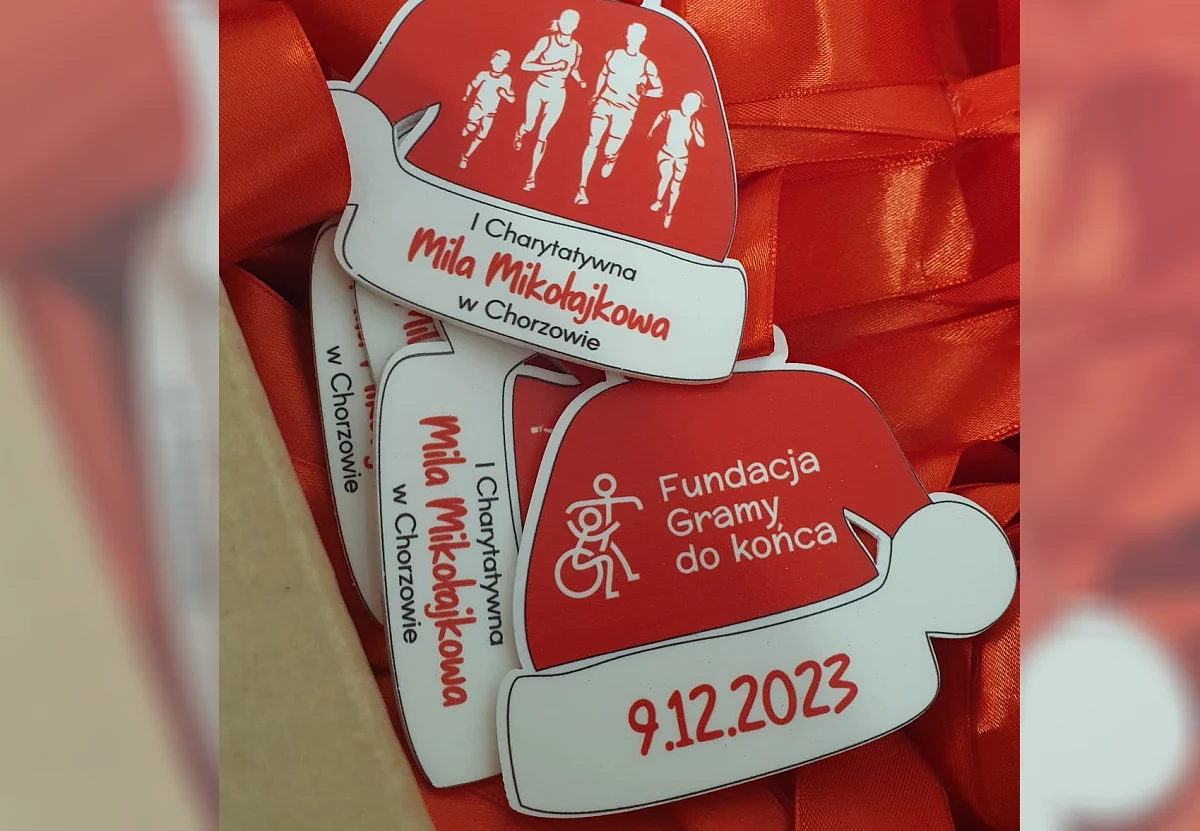 I Charytatywna
Mila Mikołajkowa
w Chorzowie
w Chorzowie
I Charytatywna
Mila Mikołajkowa
w Chorzowie
Fundacja
Gramy
do końca
9.12.2023